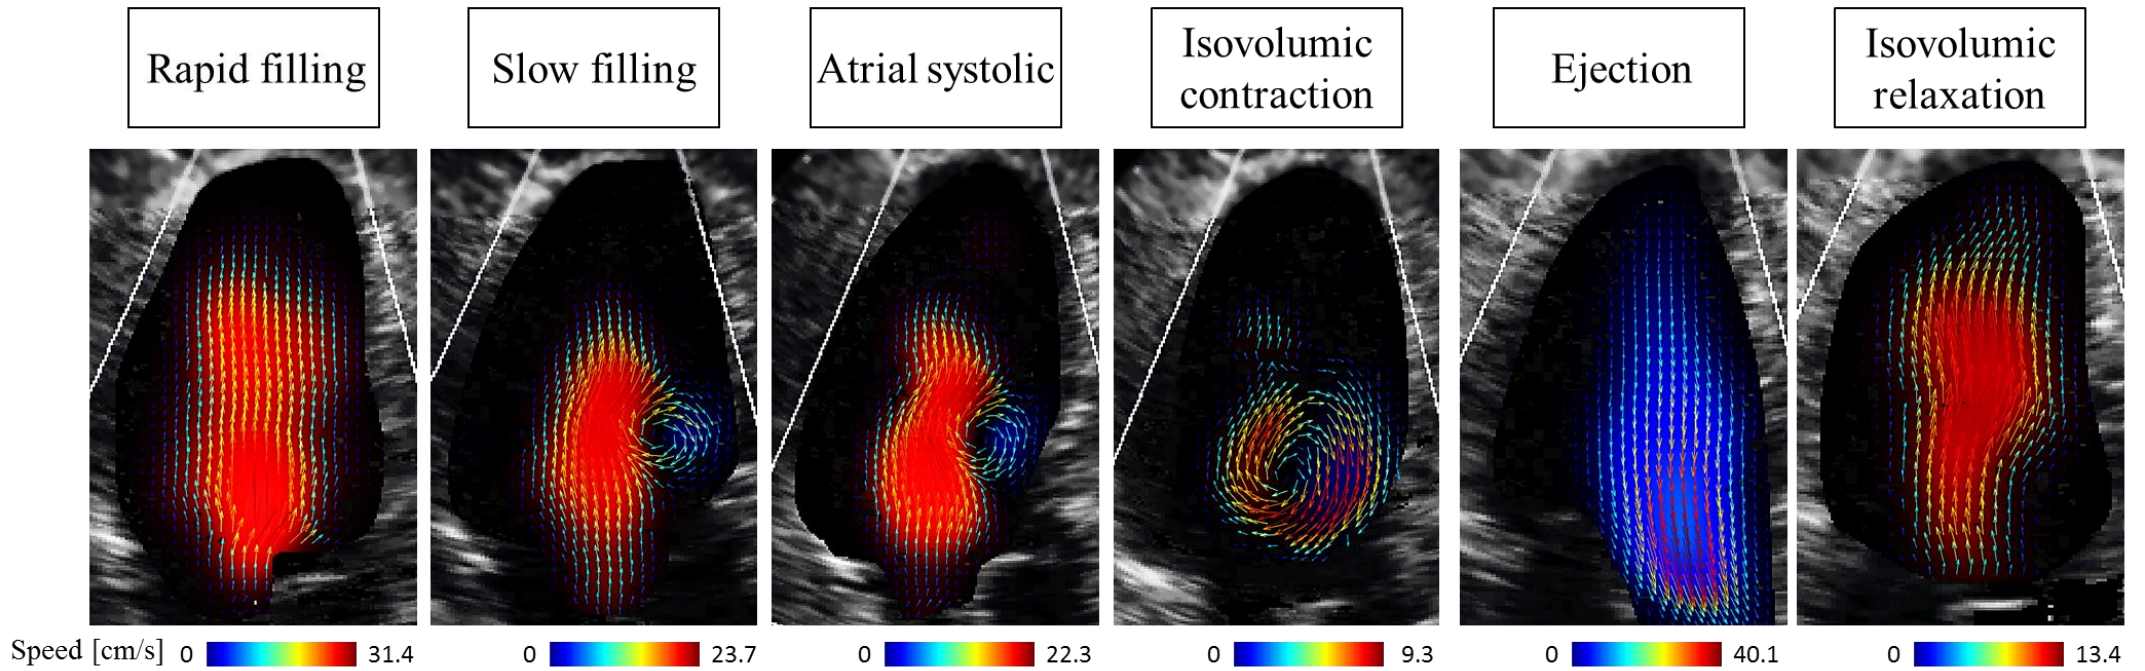 Rapid filling
Slow filling
Atrial systolic
Isovolumic
contraction
Ejection
Isovolumic
relaxation
Speed [cm/s] 0 31.4
0 23.7
0 22.3
0 9.3
0 40.1
0 13.4